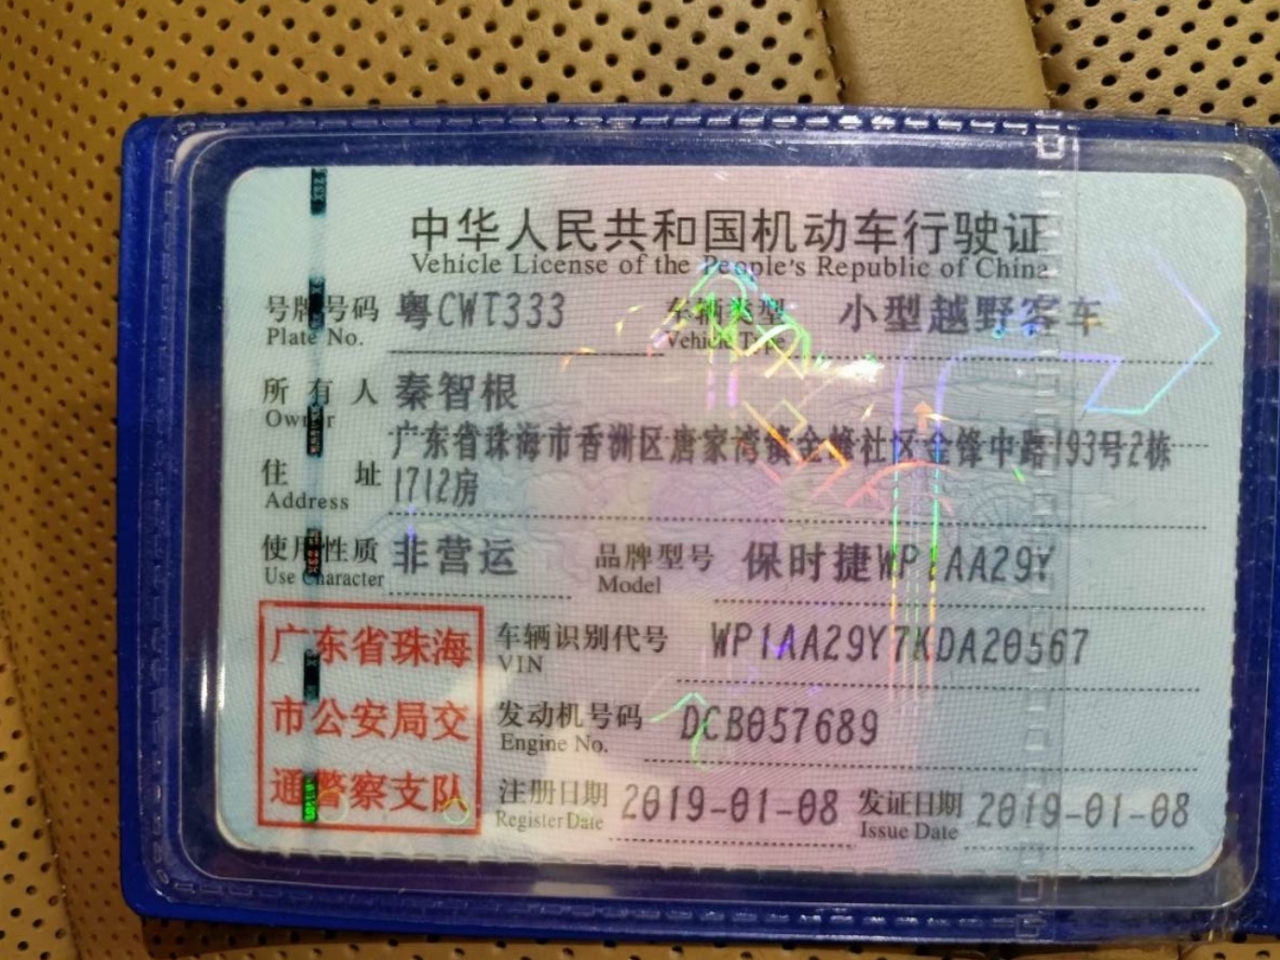 中华人民共和国机动车行驶证
Vehicle License of the People's Republic of China
号牌号码 粤CWT333 车辆类型 小型越野客车
Plate No. Vehicle Type
所有人 秦智根
Owner
广东省珠海市香洲区唐家湾镇金峰社区金锋中路193号2栋
住址 1712房
Address
使用性质 非营运 品牌型号 保时捷WP1AA29Y
Use Character Model
广东省珠海
市公安局交
通警察支队
车辆识别代号 WP1AA29Y7KDA20567
VIN
发动机号码 DCB057689
Engine No.
注册日期 2019-01-08 发证日期 2019-01-08
Register Date Issue Date